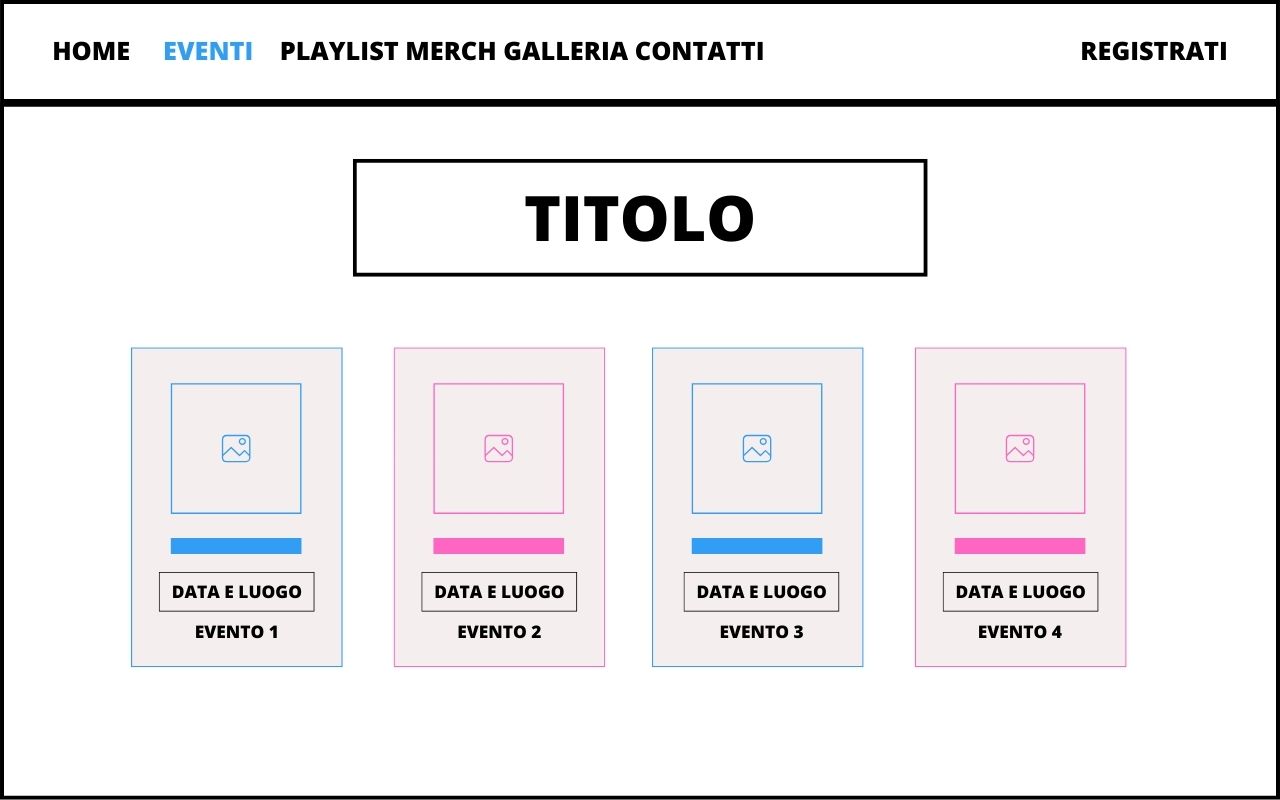 HOME EVENTI PLAYLIST MERCH GALLERIA CONTATTI REGISTRATI
TITOLO
DATA E LUOGO DATA E LUOGO DATA E LUOGO DATA E LUOGO
EVENTO 1 EVENTO 2 EVENTO 3 EVENTO 4